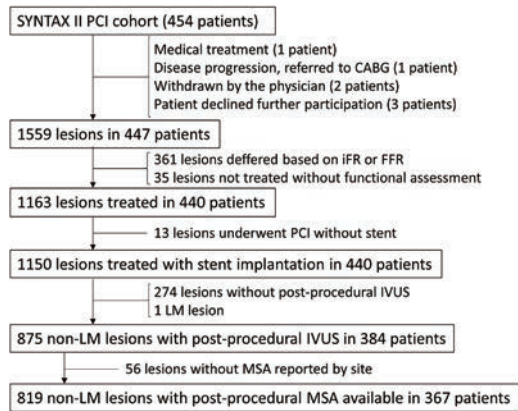 SYNTAX II PCI cohort (454 patients)
Medical treatment (1 patient)
Disease progression, referred to CABG (1 patient)
Withdrawn by the physician (2 patients)
Patient declined further participation (3 patients)
1559 lesions in 447 patients
361 lesions deffered based on iFR or FFR
35 lesions not treated without functional assessment
1163 lesions treated in 440 patients
13 lesions underwent PCI without stent
1150 lesions treated with stent implantation in 440 patients
274 lesions without post-procedural IVUS
1 LM lesion
875 non-LM lesions with post-procedural IVUS in 384 patients
56 lesions without MSA reported by site
819 non-LM lesions with post-procedural MSA available in 367 patients